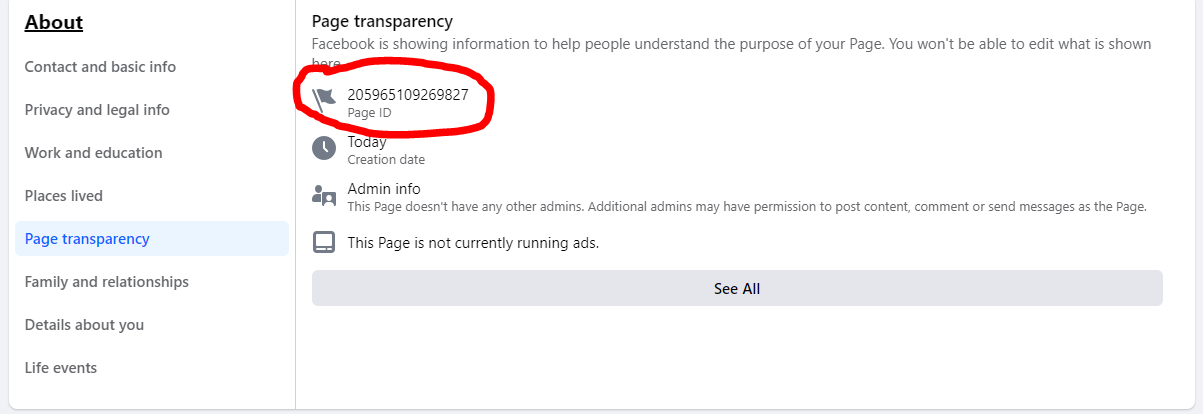 About
Contact and basic info
Privacy and legal info
Work and education
Places lived
Page transparency
Family and relationships
Details about you
Life events
Page transparency
Facebook is showing information to help people understand the purpose of your Page. You won't be able to edit what is shown
here.
205965109269827
Page ID
Today
Creation date
Admin info
This Page doesn't have any other admins. Additional admins may have permission to post content, comment or send messages as the Page.
This Page is not currently running ads.
See All